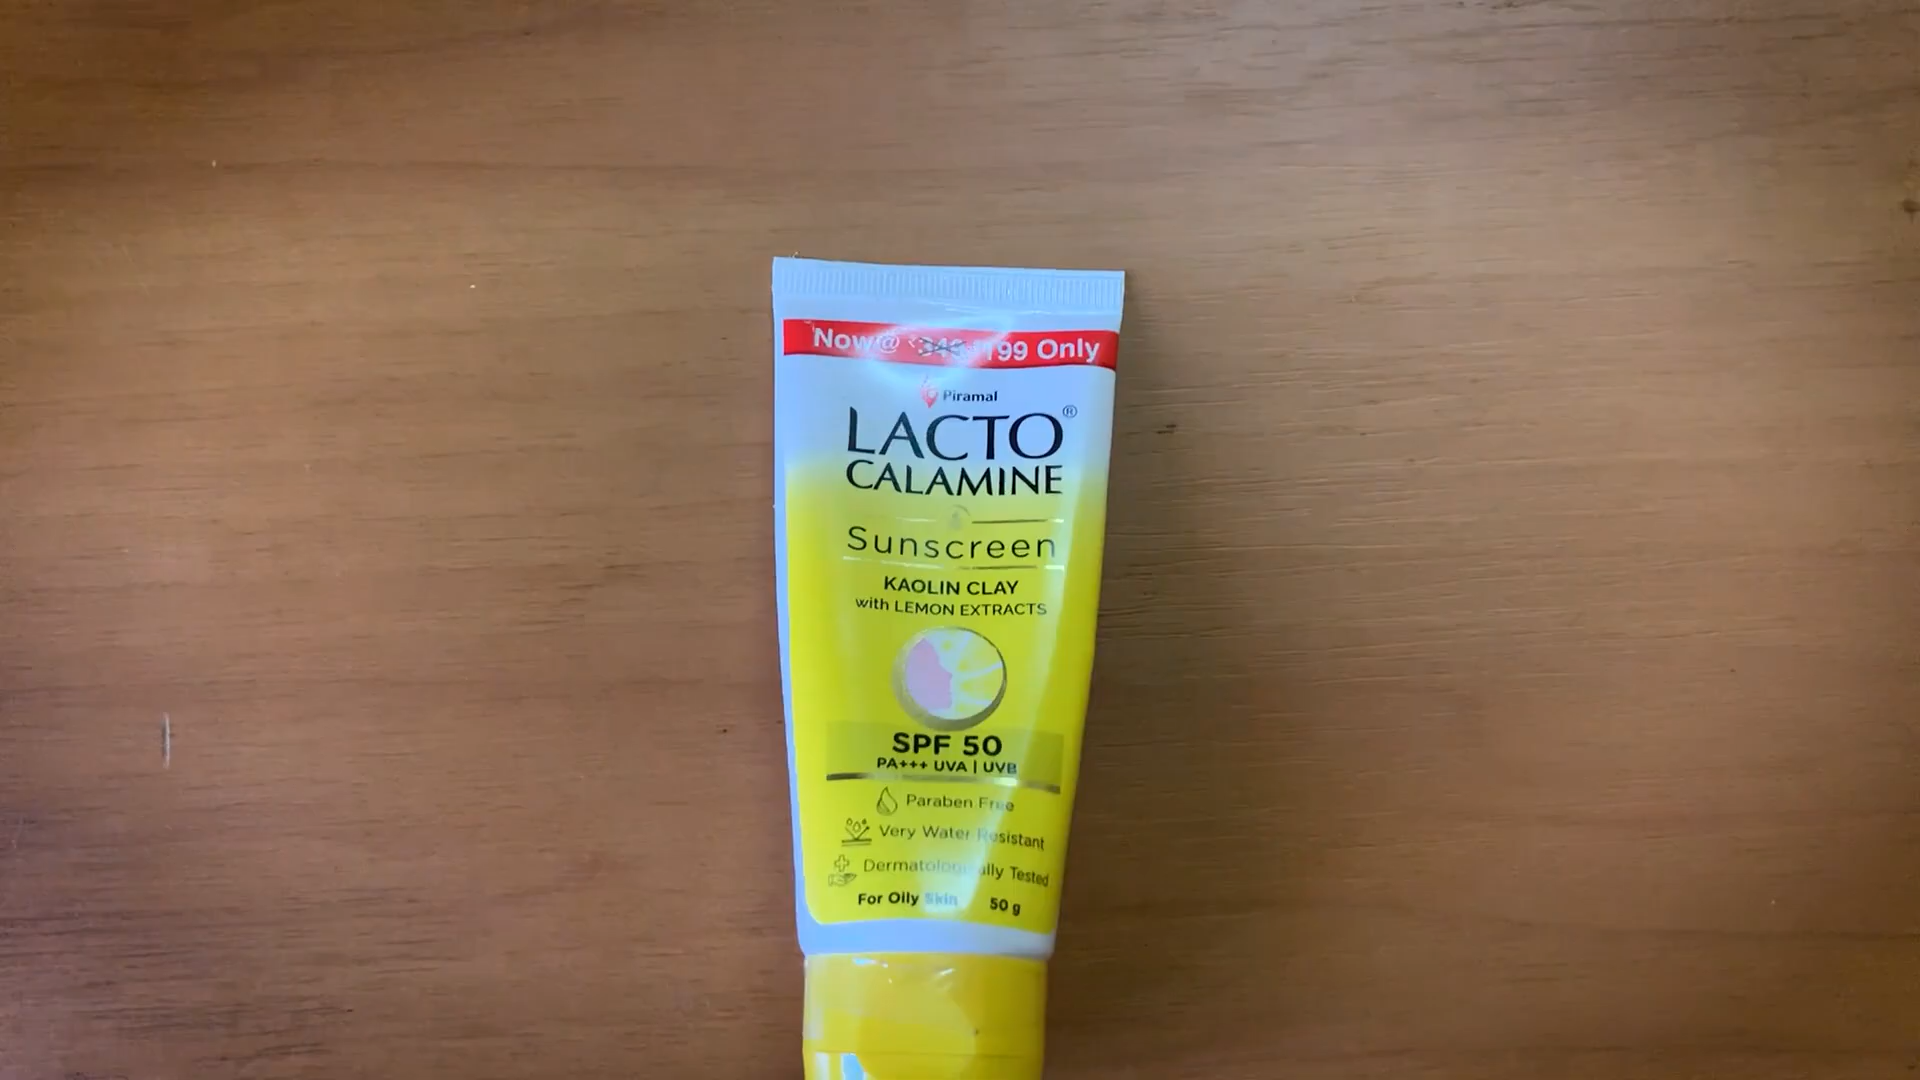 Now @ ₹349 199 Only
Piramal
LACTO®
CALAMINE
Sunscreen
KAOLIN CLAY
with LEMON EXTRACTS
SPF 50
PA+++ UVA | UVB
Paraben Free
Very Water Resistant
Dermatologically Tested
For Oily Skin 50 g